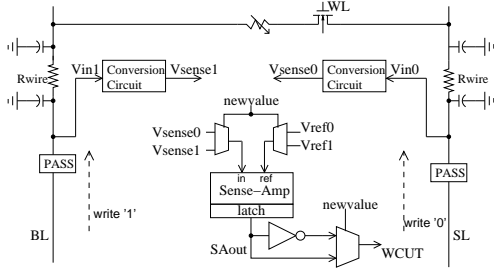 WL
Rwire
Vin1
Conversion
Circuit
Vsense1
Vsense0
Conversion
Circuit
Vin0
Rwire
newvalue
Vsense0
Vsense1
Vref0
Vref1
PASS
PASS
in ref
Sense-Amp
latch
newvalue
write '1'
write '0'
BL
SL
SAout
WCUT